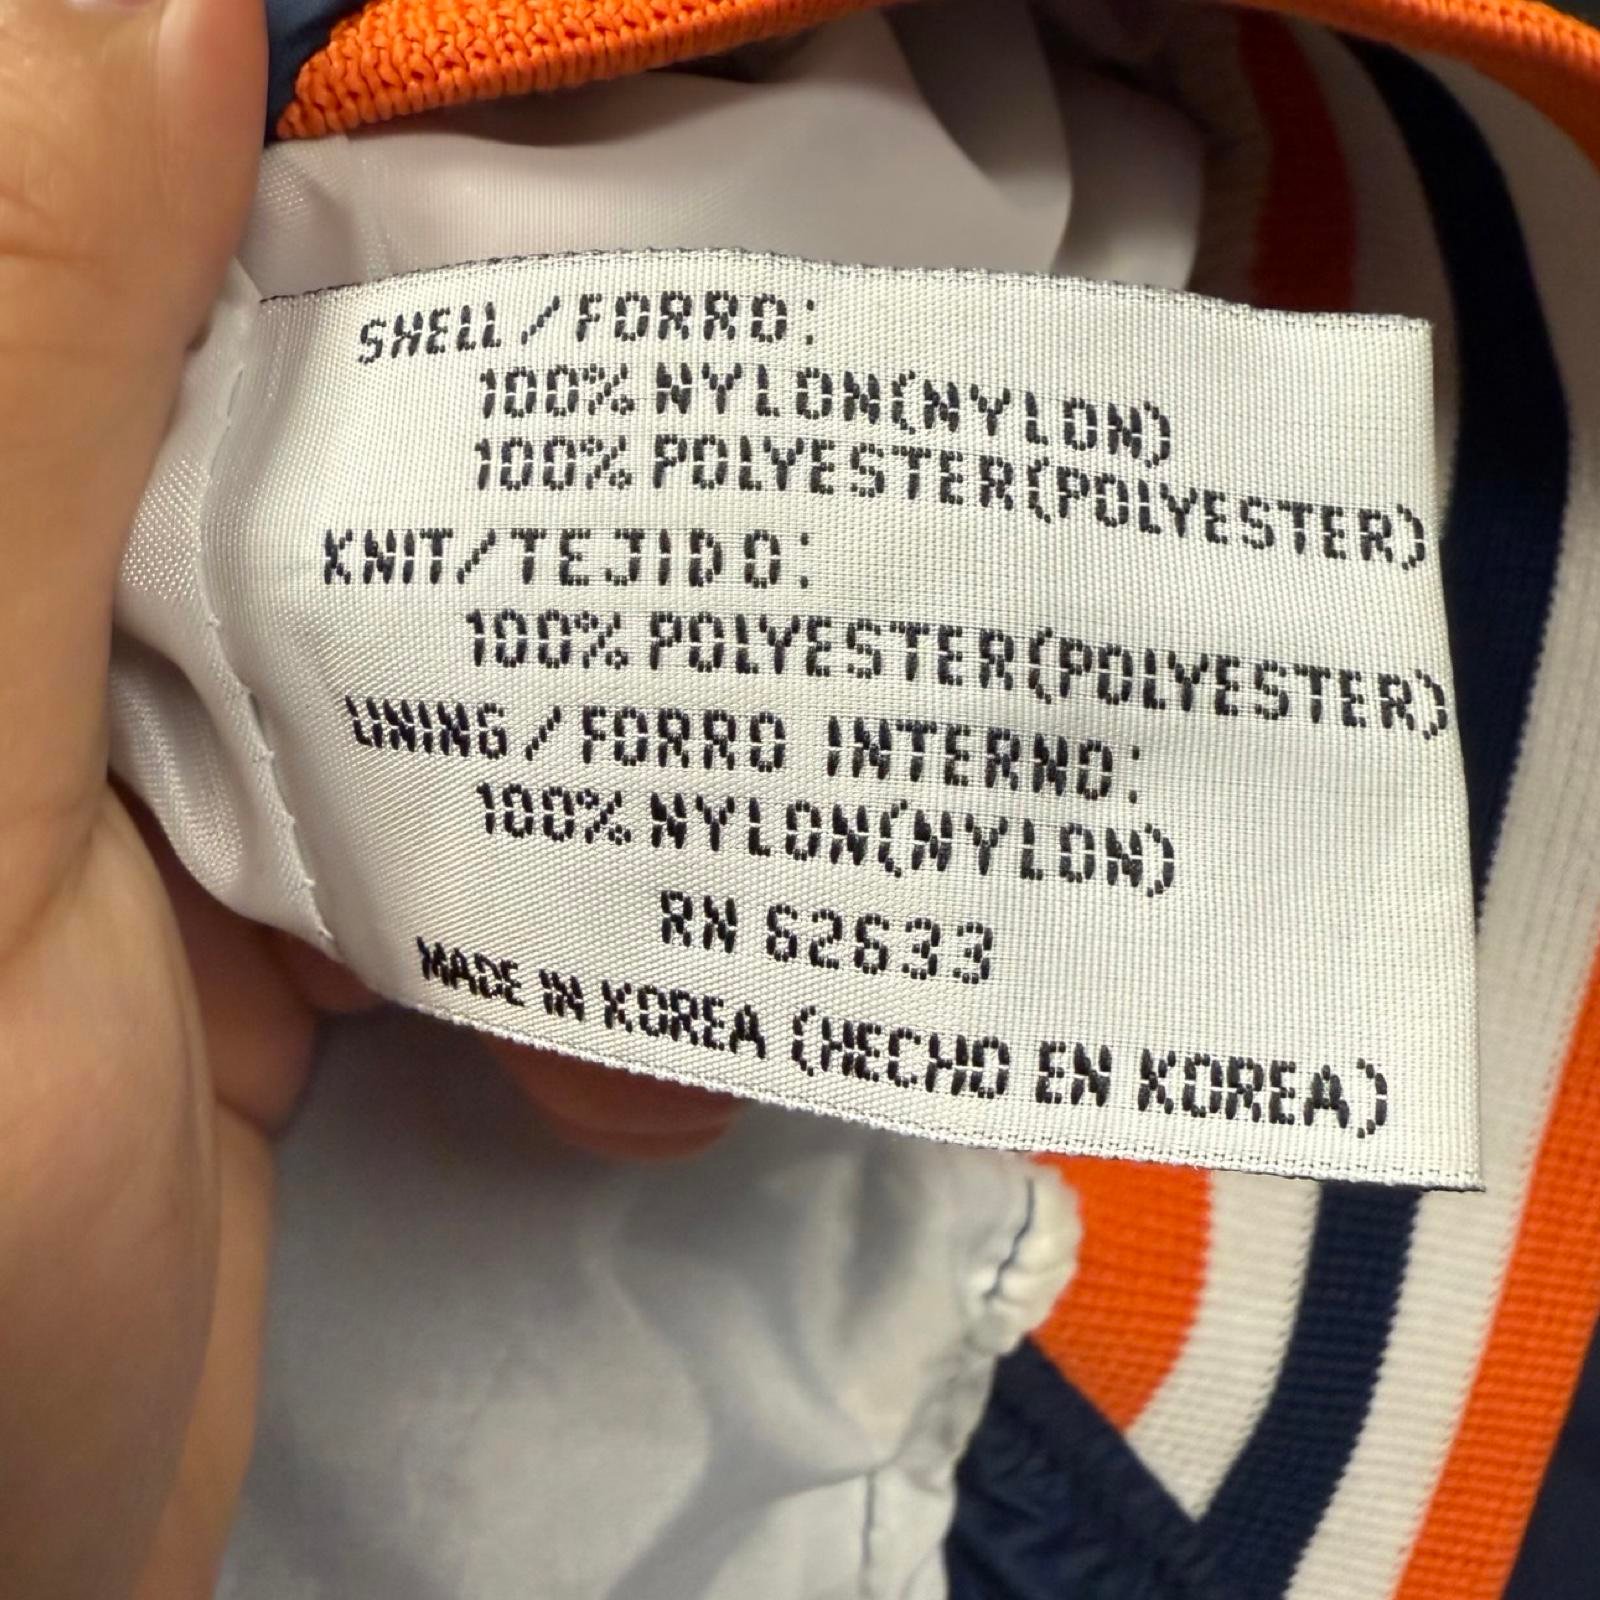 SHELL/FORRO:
100% NYLON(NYLON)
100% POLYESTER(POLYESTER)
KNIT/TEJIDO:
100% POLYESTER(POLYESTER)
LINING/FORRO INTERNO:
100% NYLON(NYLON)
RN 62633
MADE IN KOREA (HECHO EN KOREA)